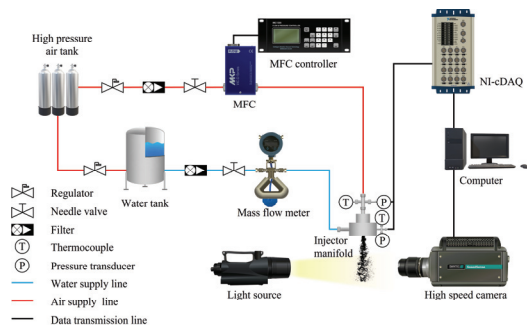 High pressure
air tank
MFC controller
MKP
MFC
NI-cDAQ
Computer
Water tank
Mass flow meter
T
P
T
P
Injector
manifold
Light source
High speed camera
Regulator
Needle valve
Filter
T
Thermocouple
P
Pressure transducer
Water supply line
Air supply line
Data transmission line